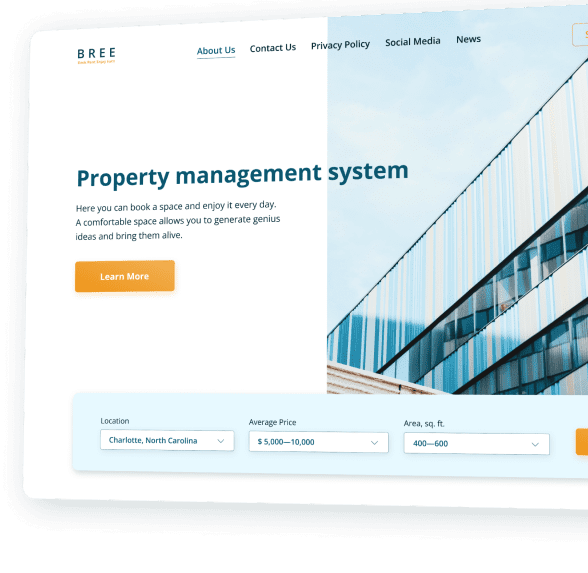 BREE
About Us Contact Us Privacy Policy Social Media News
Property management system
Here you can book a space and enjoy it every day.
A comfortable space allows you to generate genius
ideas and bring them alive.
Learn More
Location Average Price Area, sq. ft.
Charlotte, North Carolina $ 5,000—10,000 400—600